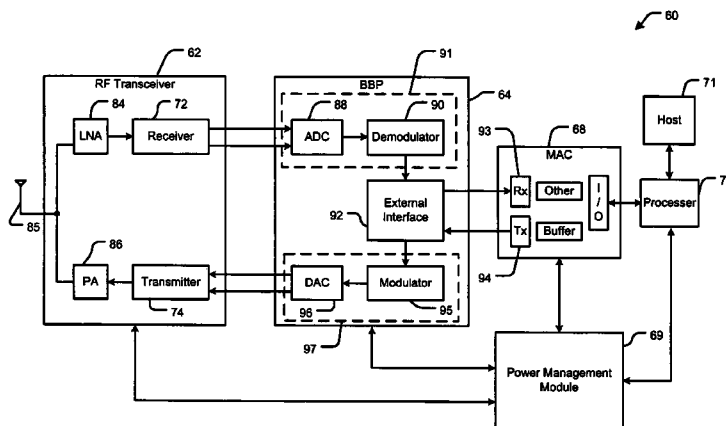 60
62
RF Transceiver
84
72
LNA
Receiver
85
86
PA
Transmitter
74
91
BBP
64
88
90
ADC
Demodulator
External
Interface
92
DAC
Modulator
96
95
97
71
Host
68
93
MAC
Rx
Other
I
/
O
Tx
Buffer
94
7
Processer
69
Power Management
Module